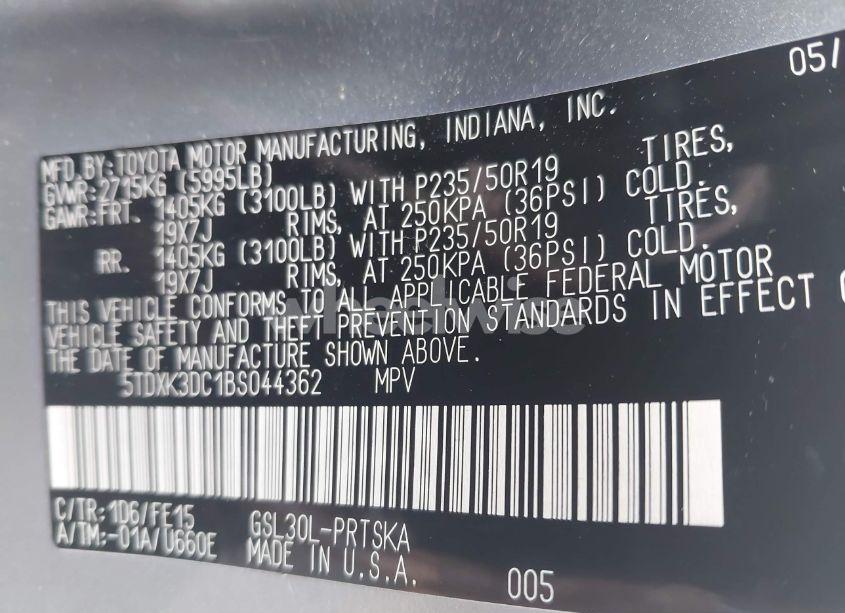 05/
MFD.BY:TOYOTA MOTOR MANUFACTURING, INDIANA, INC.
GVWR:2715KG (5995LB)
GAWR:FRT. 1405KG (3100LB) WITH P235/50R19 TIRES,
19X7J RIMS, AT 250KPA (36PSI) COLD.
RR. 1405KG (3100LB) WITH P235/50R19 TIRES,
19X7J RIMS, AT 250KPA (36PSI) COLD.
THIS VEHICLE CONFORMS TO ALL APPLICABLE FEDERAL MOTOR
VEHICLE SAFETY AND THEFT PREVENTION STANDARDS IN EFFECT
THE DATE OF MANUFACTURE SHOWN ABOVE.
5TDXK3DC1BS044362 MPV
C/TR:1D6/FE15 GSL30L-PRTSKA
A/TM:-01A/U660E MADE IN U.S.A.
005